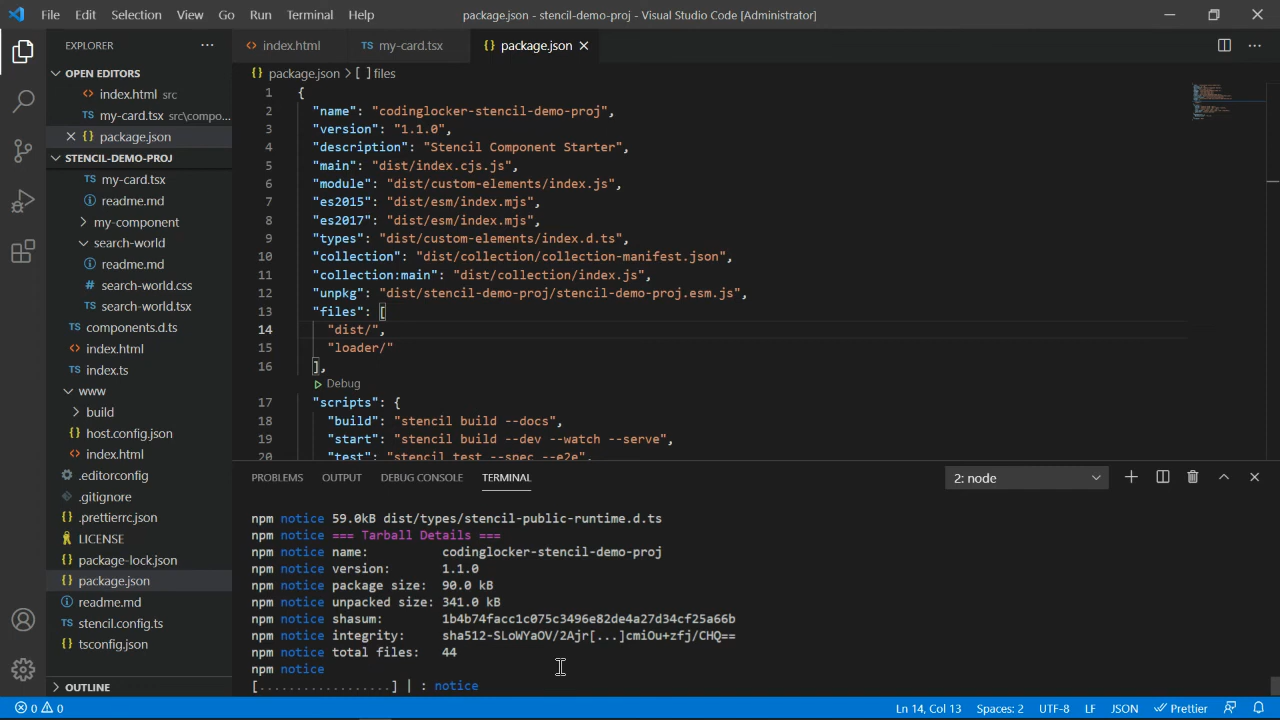 File Edit Selection View Go Run Terminal Help package.json - stencil-demo-proj - Visual Studio Code [Administrator]
EXPLORER
OPEN EDITORS
index.html src
my-card.tsx src\compo...
package.json
STENCIL-DEMO-PROJ
my-card.tsx
readme.md
my-component
search-world
readme.md
search-world.css
search-world.tsx
components.d.ts
index.html
index.ts
www
build
host.config.json
index.html
.editorconfig
.gitignore
.prettierrc.json
LICENSE
package-lock.json
package.json
readme.md
stencil.config.ts
tsconfig.json
OUTLINE
index.html my-card.tsx package.json
package.json > [ ] files
1 {
2 "name": "codinglocker-stencil-demo-proj",
3 "version": "1.1.0",
4 "description": "Stencil Component Starter",
5 "main": "dist/index.cjs.js",
6 "module": "dist/custom-elements/index.js",
7 "es2015": "dist/esm/index.mjs",
8 "es2017": "dist/esm/index.mjs",
9 "types": "dist/custom-elements/index.d.ts",
10 "collection": "dist/collection/collection-manifest.json",
11 "collection:main": "dist/collection/index.js",
12 "unpkg": "dist/stencil-demo-proj/stencil-demo-proj.esm.js",
13 "files": [
14 "dist/",
15 "loader/"
16 ],
Debug
17 "scripts": {
18 "build": "stencil build --docs",
19 "start": "stencil build --dev --watch --serve",
20 "test": "stencil test --spec --e2e",
PROBLEMS OUTPUT DEBUG CONSOLE TERMINAL 2: node
npm notice 59.0kB dist/types/stencil-public-runtime.d.ts
npm notice === Tarball Details ===
npm notice name: codinglocker-stencil-demo-proj
npm notice version: 1.1.0
npm notice package size: 90.0 kB
npm notice unpacked size: 341.0 kB
npm notice shasum: 1b4b74facc1c075c3496e82de4a27d34cf25a66b
npm notice integrity: sha512-SLoWYaOV/2Ajr[...]cmiOu+zfj/CHQ==
npm notice total files: 44
npm notice
[..................] | : notice
0 0 Ln 14, Col 13 Spaces: 2 UTF-8 LF JSON Prettier